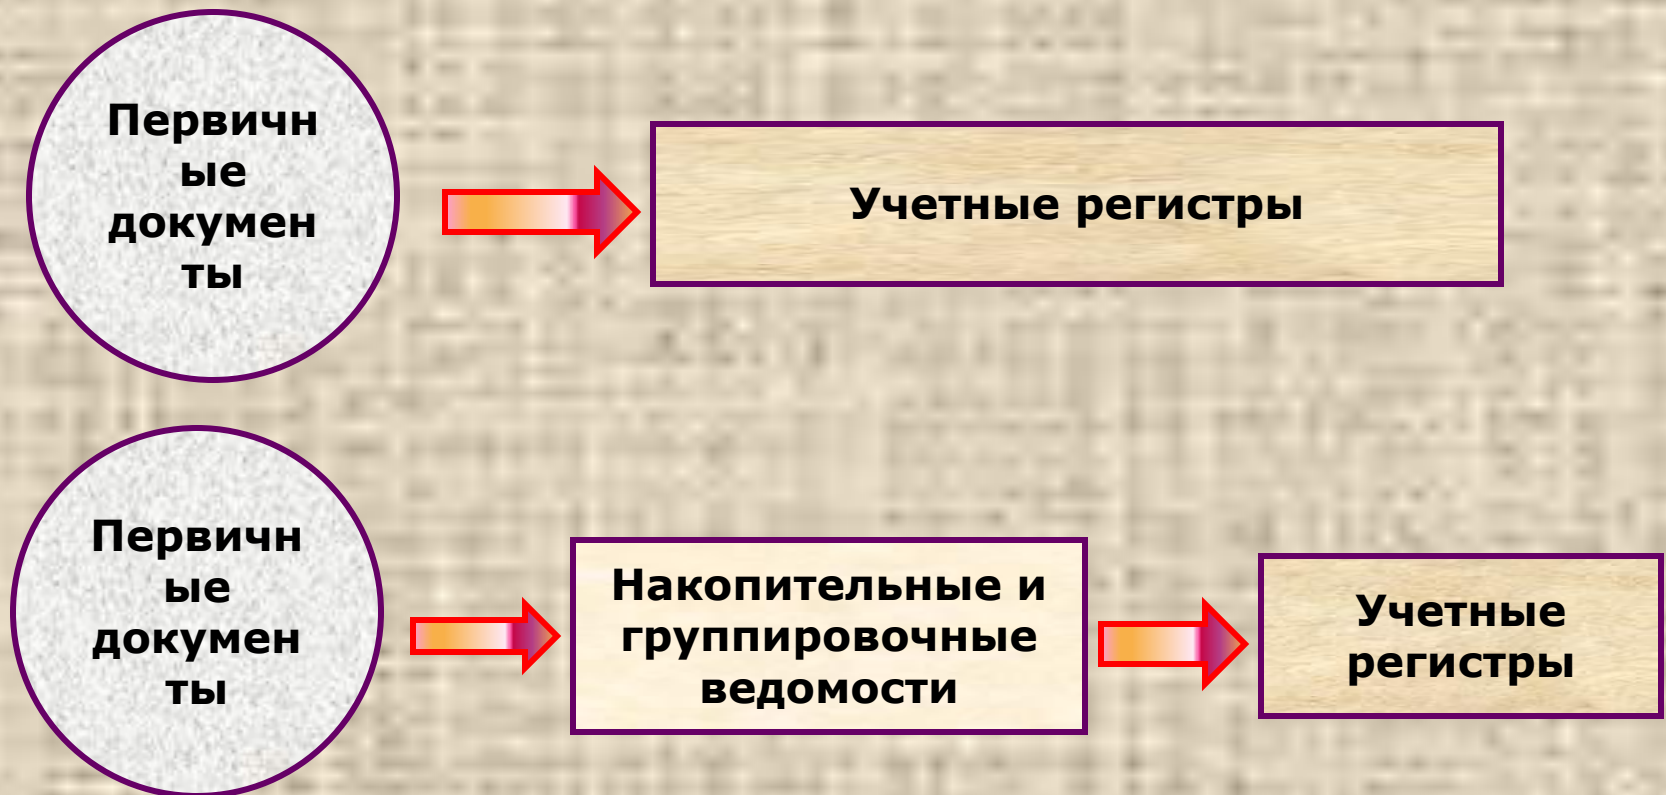 Первичн
ые
докумен
ты
Учетные регистры
Первичн
ые
докумен
ты
Накопительные и
группировочные
ведомости
Учетные
регистры